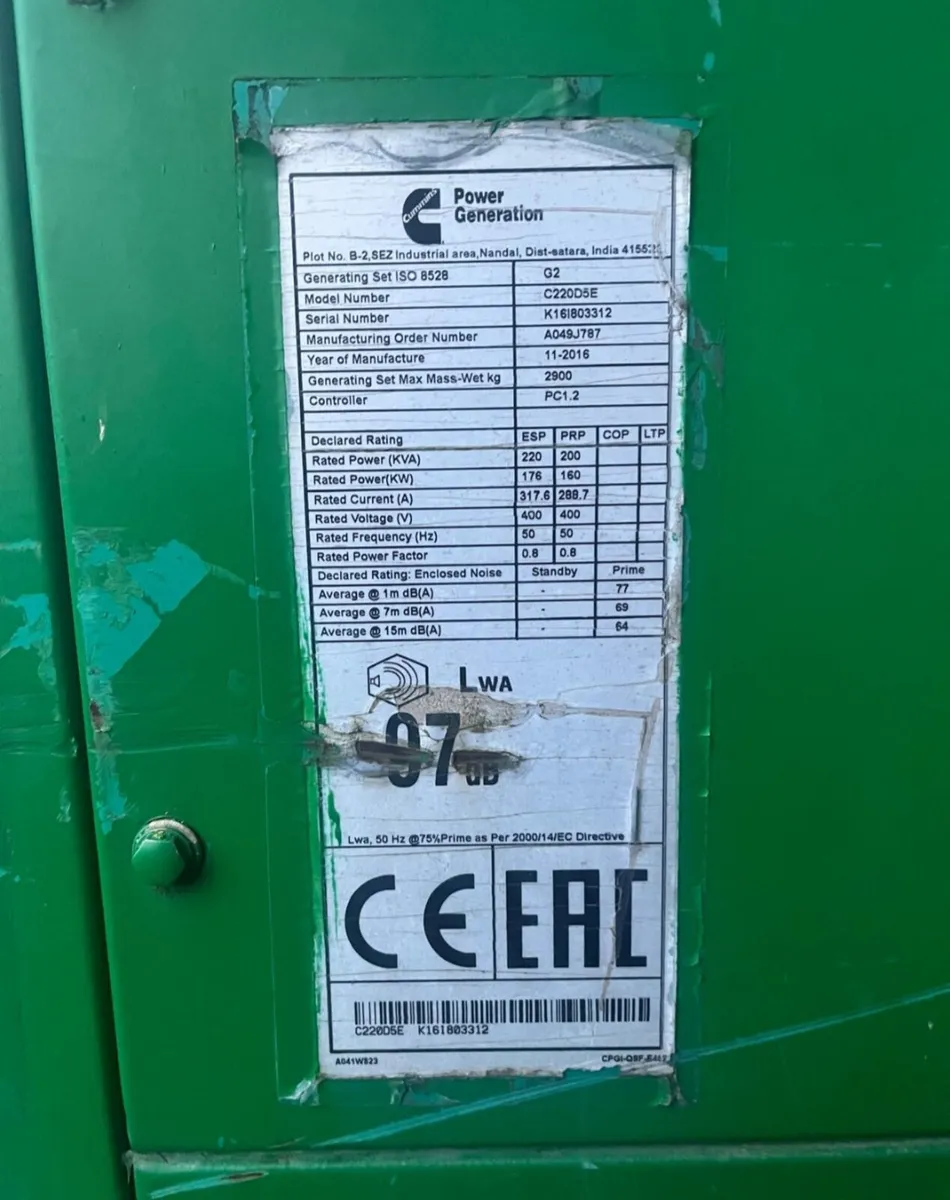 Cummins
Power
Generation
Plot No. B-2,SEZ Industrial area,Nandal, Dist-satara, India
Generating Set ISO 8528 G2
Model Number C220D5E
Serial Number K16I803312
Manufacturing Order Number A049J787
Year of Manufacture 11-2016
Generating Set Max Mass-Wet kg 2900
Controller PC1.2
Declared Rating ESP PRP COP LTP
Rated Power (KVA) 220 200
Rated Power(KW) 176 160
Rated Current (A) 317.6 288.7
Rated Voltage (V) 400 400
Rated Frequency (Hz) 50 50
Rated Power Factor 0.8 0.8
Declared Rating: Enclosed Noise Standby Prime
Average @ 1m dB(A) - 77
Average @ 7m dB(A) - 69
Average @ 15m dB(A) - 64
LWA
97
dB
Lwa, 50 Hz @75%Prime as Per 2000/14/EC Directive
CE EAC
C220D5E K16I803312
A041W823